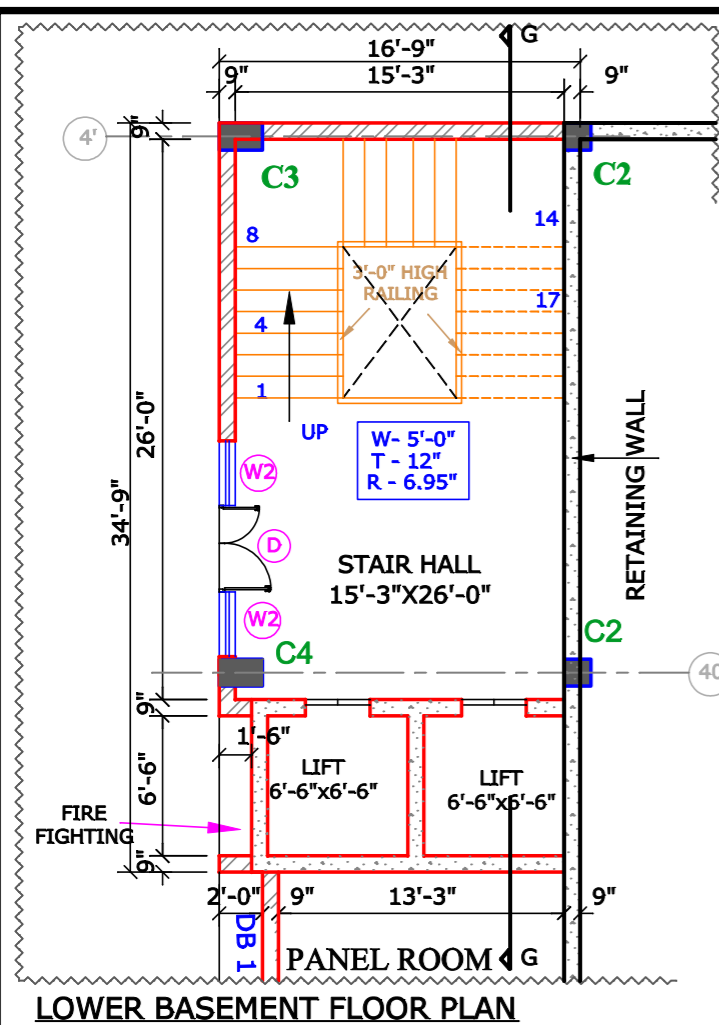 G
16'-9"
9"
15'-3"
9"
4'
9"
C3
C2
8
14
3'-0" HIGH
RAILING
17
4
1
26'-0"
34'-9"
UP
W- 5'-0"
T - 12"
R - 6.95"
W2
D
W2
RETAINING WALL
STAIR HALL
15'-3"X26'-0"
C4
C2
40
9"
1'-6"
6'-6"
LIFT
6'-6"x6'-6"
LIFT
6'-6"x6'-6"
FIRE
FIGHTING
9"
2'-0"
9"
13'-3"
9"
DB 1
PANEL ROOM
G
LOWER BASEMENT FLOOR PLAN